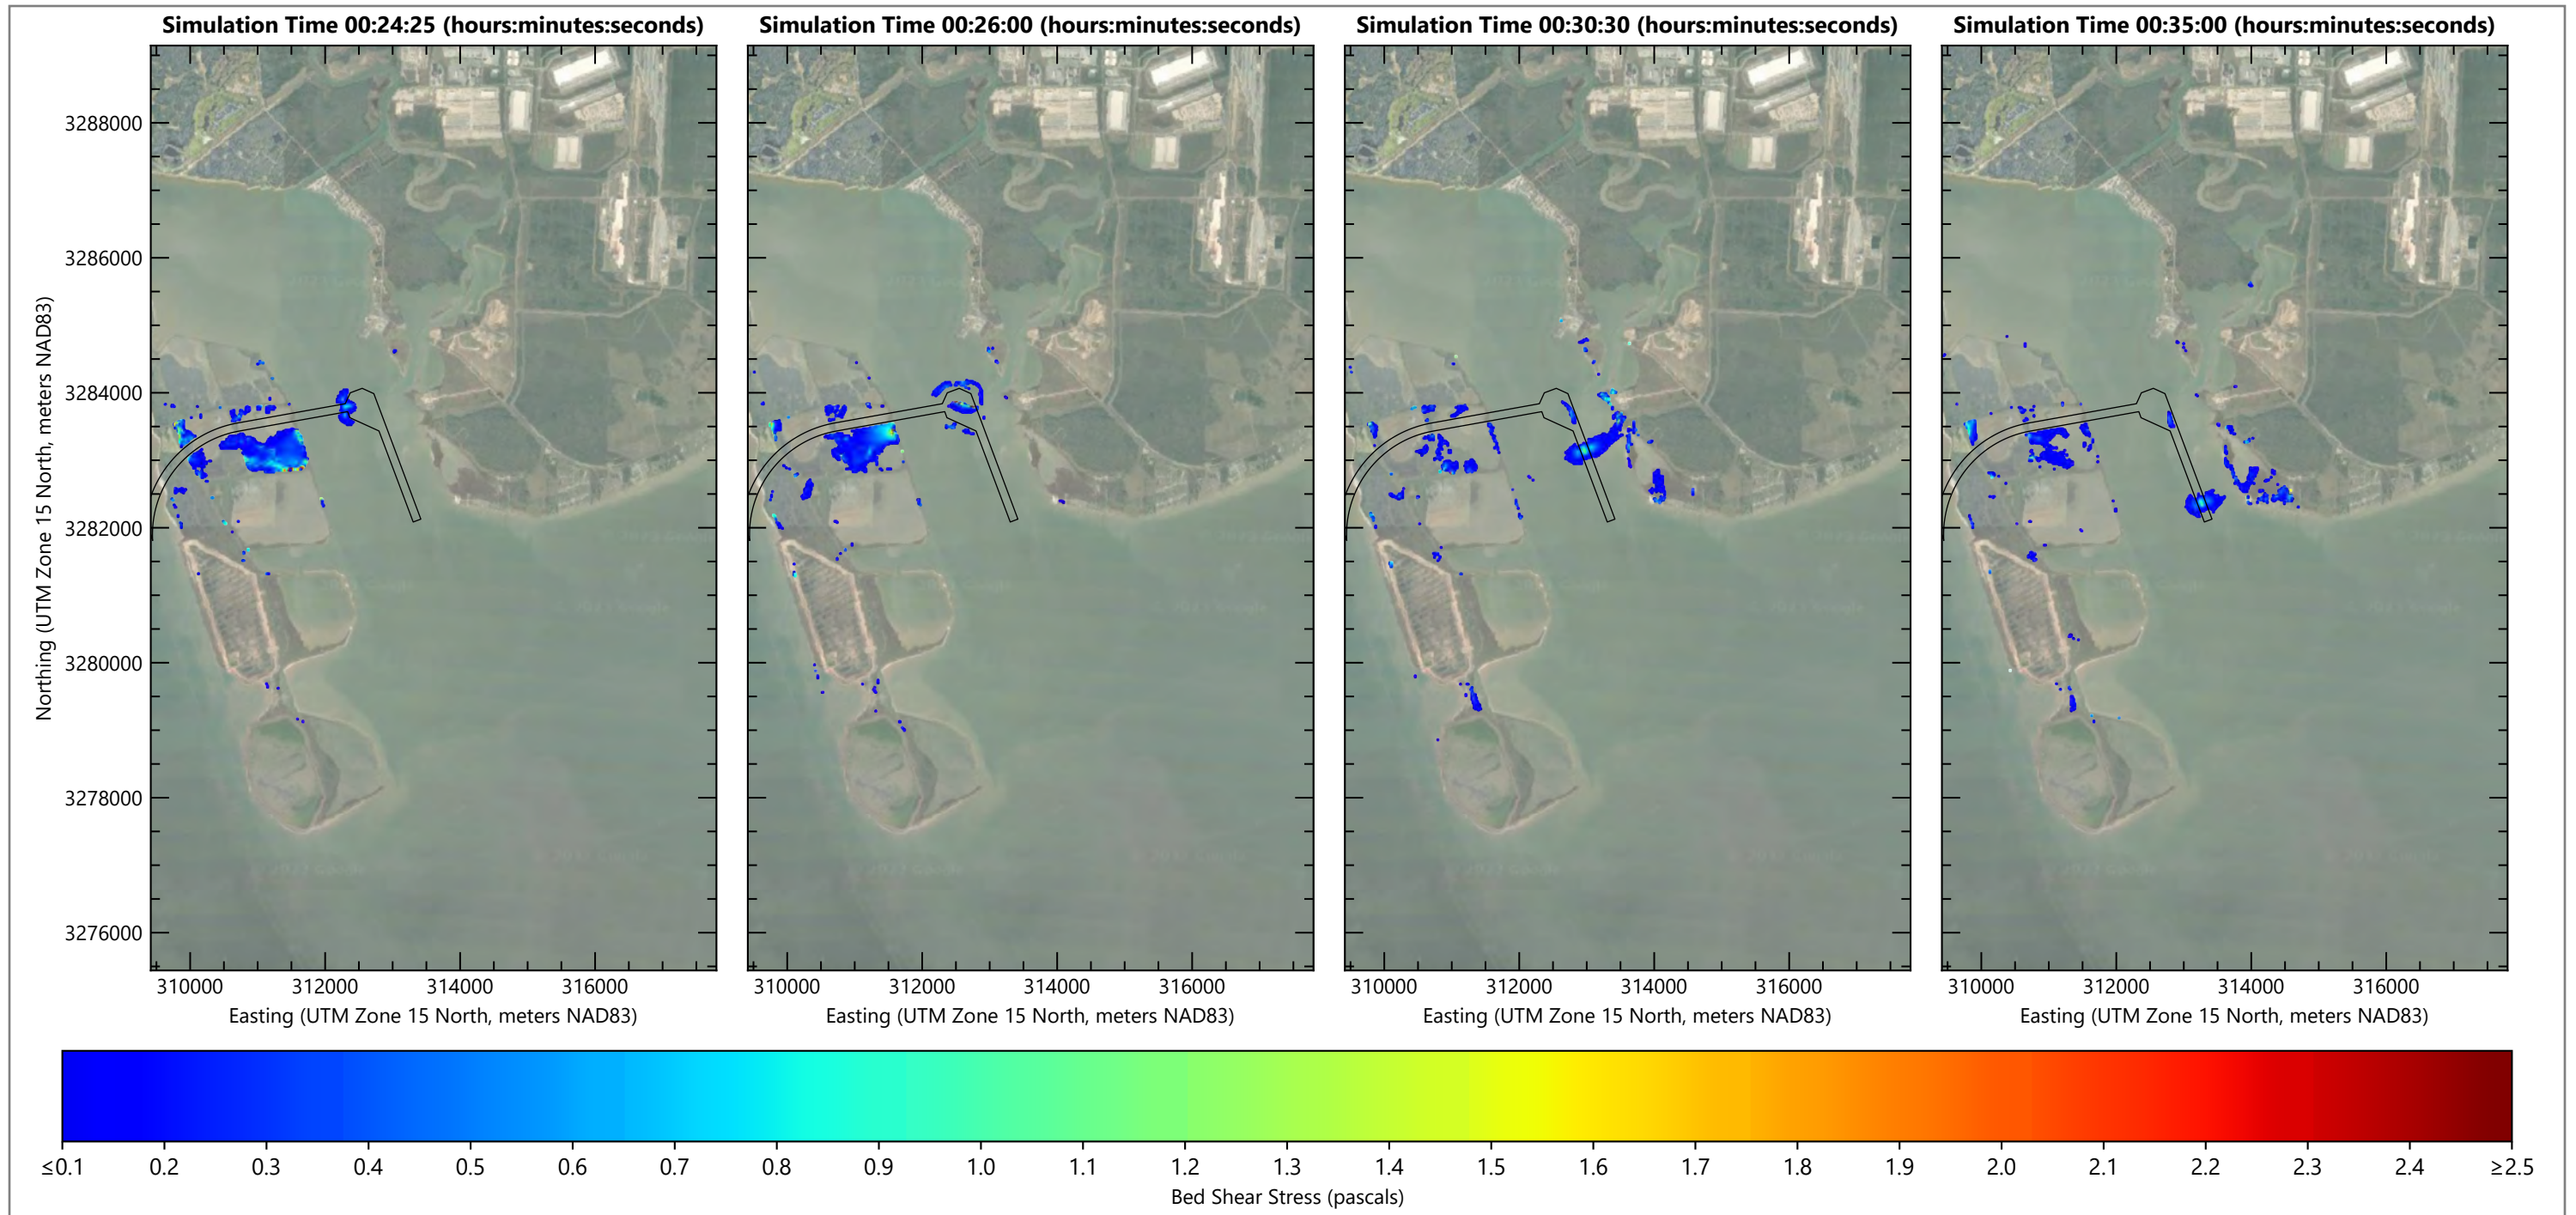 Simulation Time 00:24:25 (hours:minutes:seconds)
Simulation Time 00:26:00 (hours:minutes:seconds)
Simulation Time 00:30:30 (hours:minutes:seconds)
Simulation Time 00:35:00 (hours:minutes:seconds)
Northing (UTM Zone 15 North, meters NAD83)
3288000
3286000
3284000
3282000
3280000
3278000
3276000
310000 312000 314000 316000
310000 312000 314000 316000
310000 312000 314000 316000
310000 312000 314000 316000
Easting (UTM Zone 15 North, meters NAD83)
Easting (UTM Zone 15 North, meters NAD83)
Easting (UTM Zone 15 North, meters NAD83)
Easting (UTM Zone 15 North, meters NAD83)
≤0.1 0.2 0.3 0.4 0.5 0.6 0.7 0.8 0.9 1.0 1.1 1.2 1.3 1.4 1.5 1.6 1.7 1.8 1.9 2.0 2.1 2.2 2.3 2.4 ≥2.5
Bed Shear Stress (pascals)